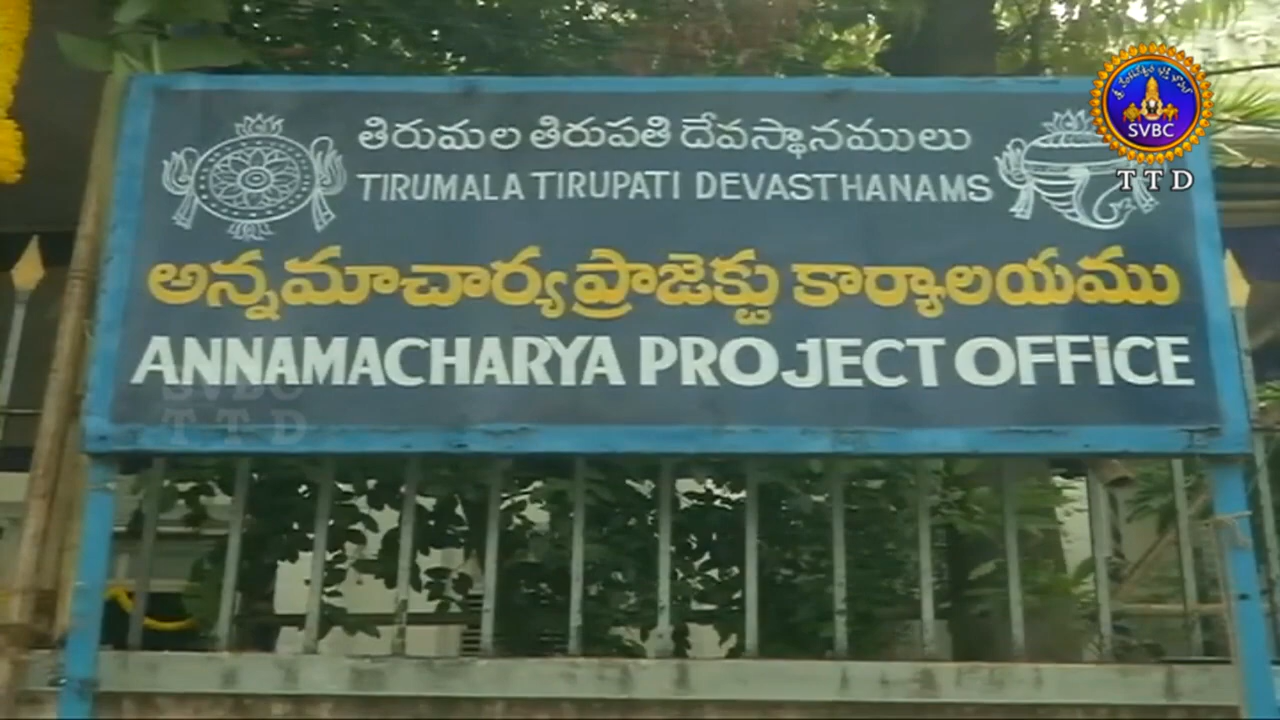 తిరుమల తిరుపతి దేవస్థానములు
TIRUMALA TIRUPATI DEVASTHANAMS
అన్నమాచార్య ప్రాజెక్టు కార్యాలయము
ANNAMACHARYA PROJECT OFFICE
SVBC
TTD
SVBC
TTD